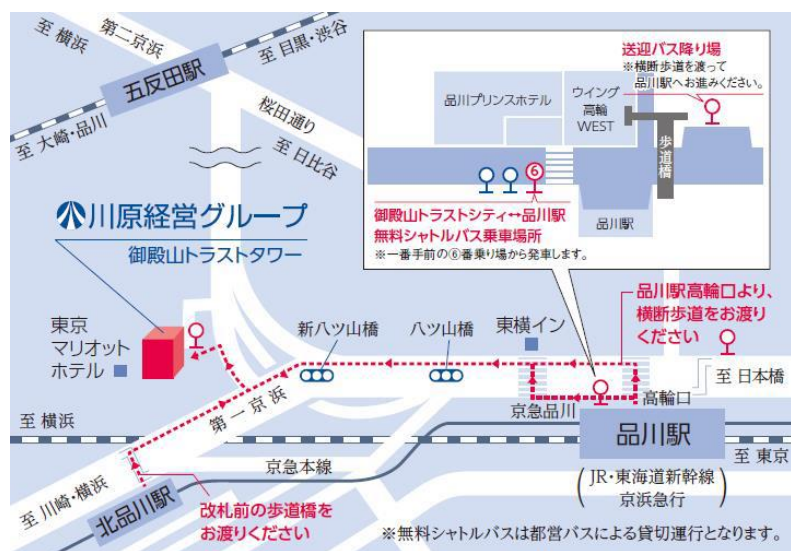 至 横浜
第二京浜
至 目黒・渋谷
五反田駅
至 大崎・品川
桜田通り
至 日比谷
川原経営グループ
御殿山トラストタワー
東京
マリオット
ホテル
新八ツ山橋
八ツ山橋
東横イン
品川駅高輪口より、
横断歩道をお渡り
ください
第一京浜
至 日本橋
高輪口
京急品川
品川駅
(JR・東海道新幹線
京浜急行)
至 横浜
至 東京
至 川崎・横浜
北品川駅
京急本線
改札前の歩道橋を
お渡りください
※無料シャトルバスは都営バスによる貸切運行となります。
送迎バス降り場
※横断歩道を渡って
品川駅へお進みください。
品川プリンスホテル
ウイング
高輪
WEST
歩道橋
⑥
品川駅
御殿山トラストシティ↔品川駅
無料シャトルバス乗車場所
※一番手前の⑥番乗り場から発車します。